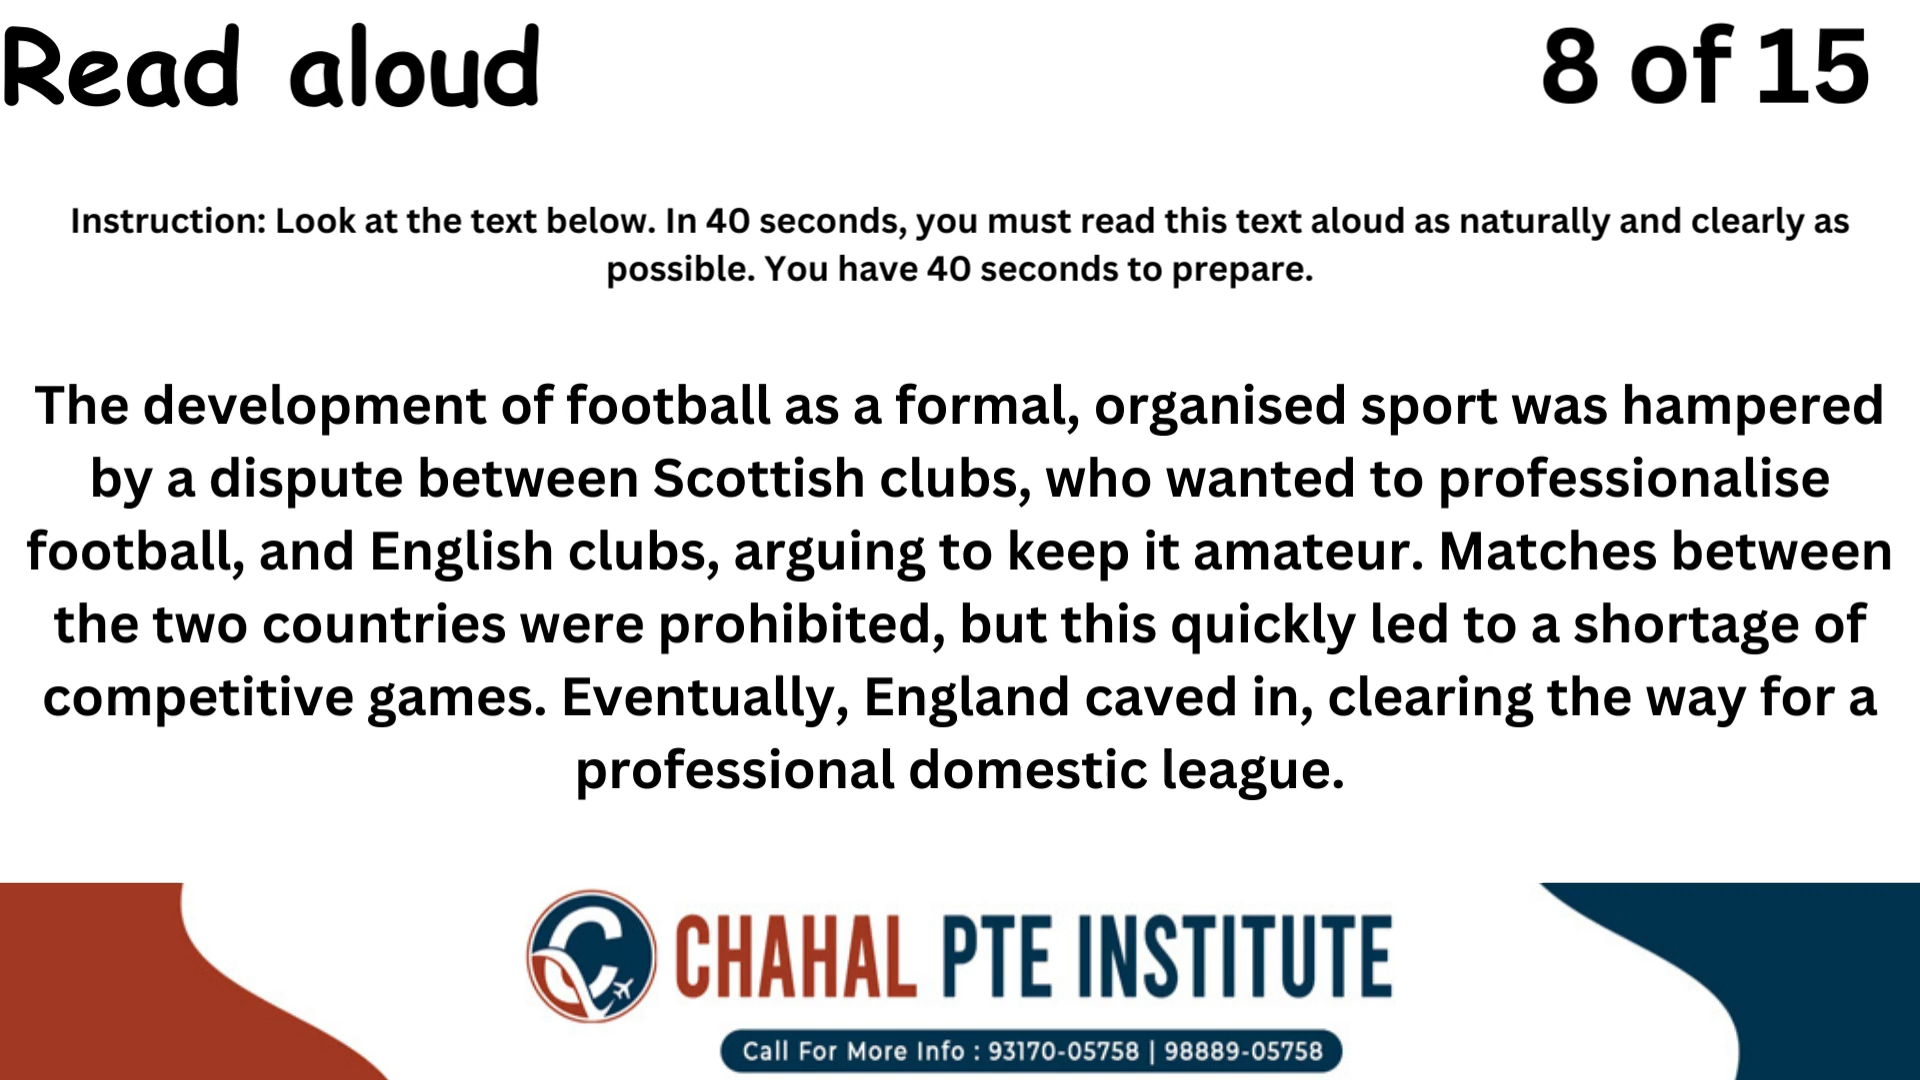 Read aloud
8 of 15
Instruction: Look at the text below. In 40 seconds, you must read this text aloud as naturally and clearly as
possible. You have 40 seconds to prepare.
The development of football as a formal, organised sport was hampered
by a dispute between Scottish clubs, who wanted to professionalise
football, and English clubs, arguing to keep it amateur. Matches between
the two countries were prohibited, but this quickly led to a shortage of
competitive games. Eventually, England caved in, clearing the way for a
professional domestic league.
CHAHAL PTE INSTITUTE
Call For More Info : 93170-05758 | 98889-05758